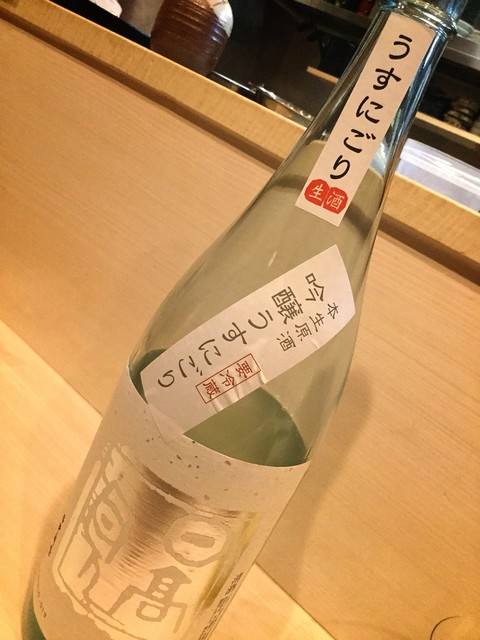 うすにごり
生酒
本生原酒
吟醸うすにごり
要冷蔵
日高見